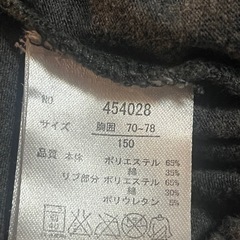 NO 454028
サイズ 胸囲 70-78
150
品質 本体 ポリエステル 65%
綿 35%
リブ部分 ポリエステル 65%
綿 30%
ポリウレタン 5%